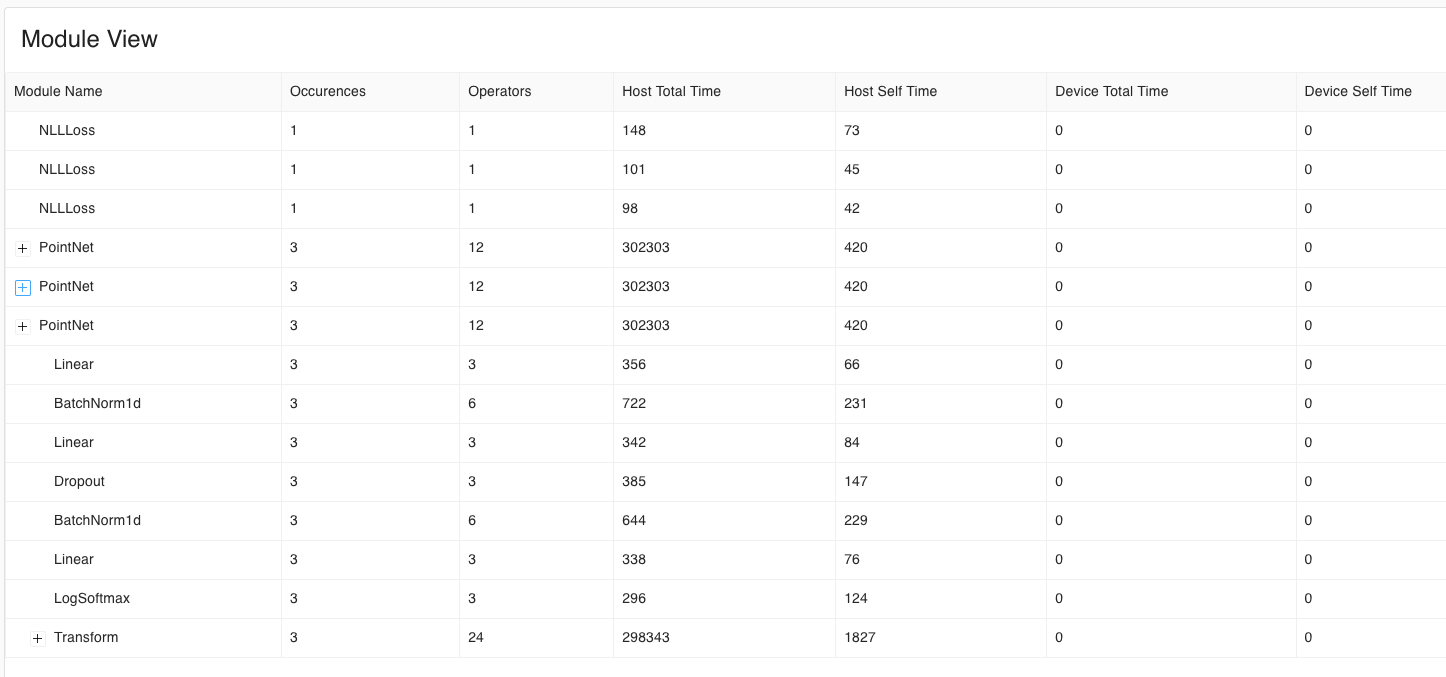 Module View
Module Name Occurences Operators Host Total Time Host Self Time Device Total Time Device Self Time
NLLLoss 1 1 148 73 0 0
NLLLoss 1 1 101 45 0 0
NLLLoss 1 1 98 42 0 0
+ PointNet 3 12 302303 420 0 0
+ PointNet 3 12 302303 420 0 0
+ PointNet 3 12 302303 420 0 0
Linear 3 3 356 66 0 0
BatchNorm1d 3 6 722 231 0 0
Linear 3 3 342 84 0 0
Dropout 3 3 385 147 0 0
BatchNorm1d 3 6 644 229 0 0
Linear 3 3 338 76 0 0
LogSoftmax 3 3 296 124 0 0
+ Transform 3 24 298343 1827 0 0